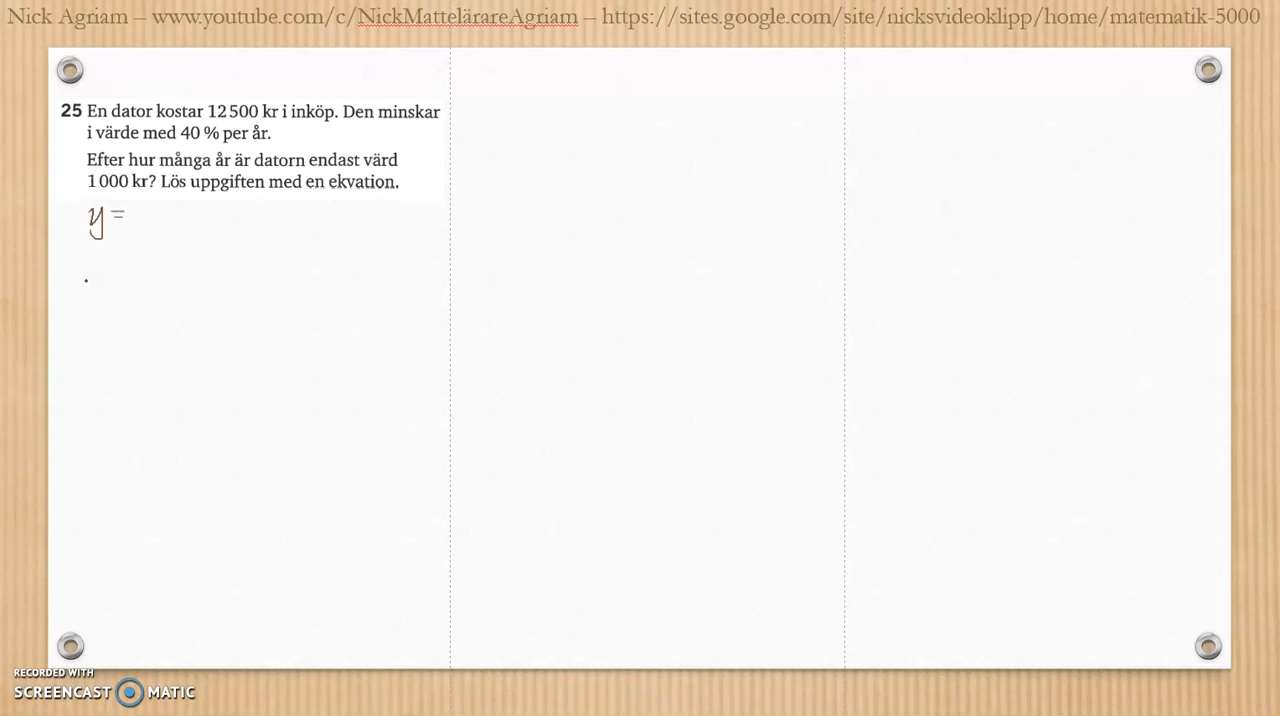 Nick Agriam – www.youtube.com/c/NickMattelärareAgriam – https://sites.google.com/site/nicksvideoklipp/home/matematik-5000
25 En dator kostar 12 500 kr i inköp. Den minskar
i värde med 40 % per år.
Efter hur många år är datorn endast värd
1 000 kr? Lös uppgiften med en ekvation.
y =
RECORDED WITH
SCREENCAST MATIC